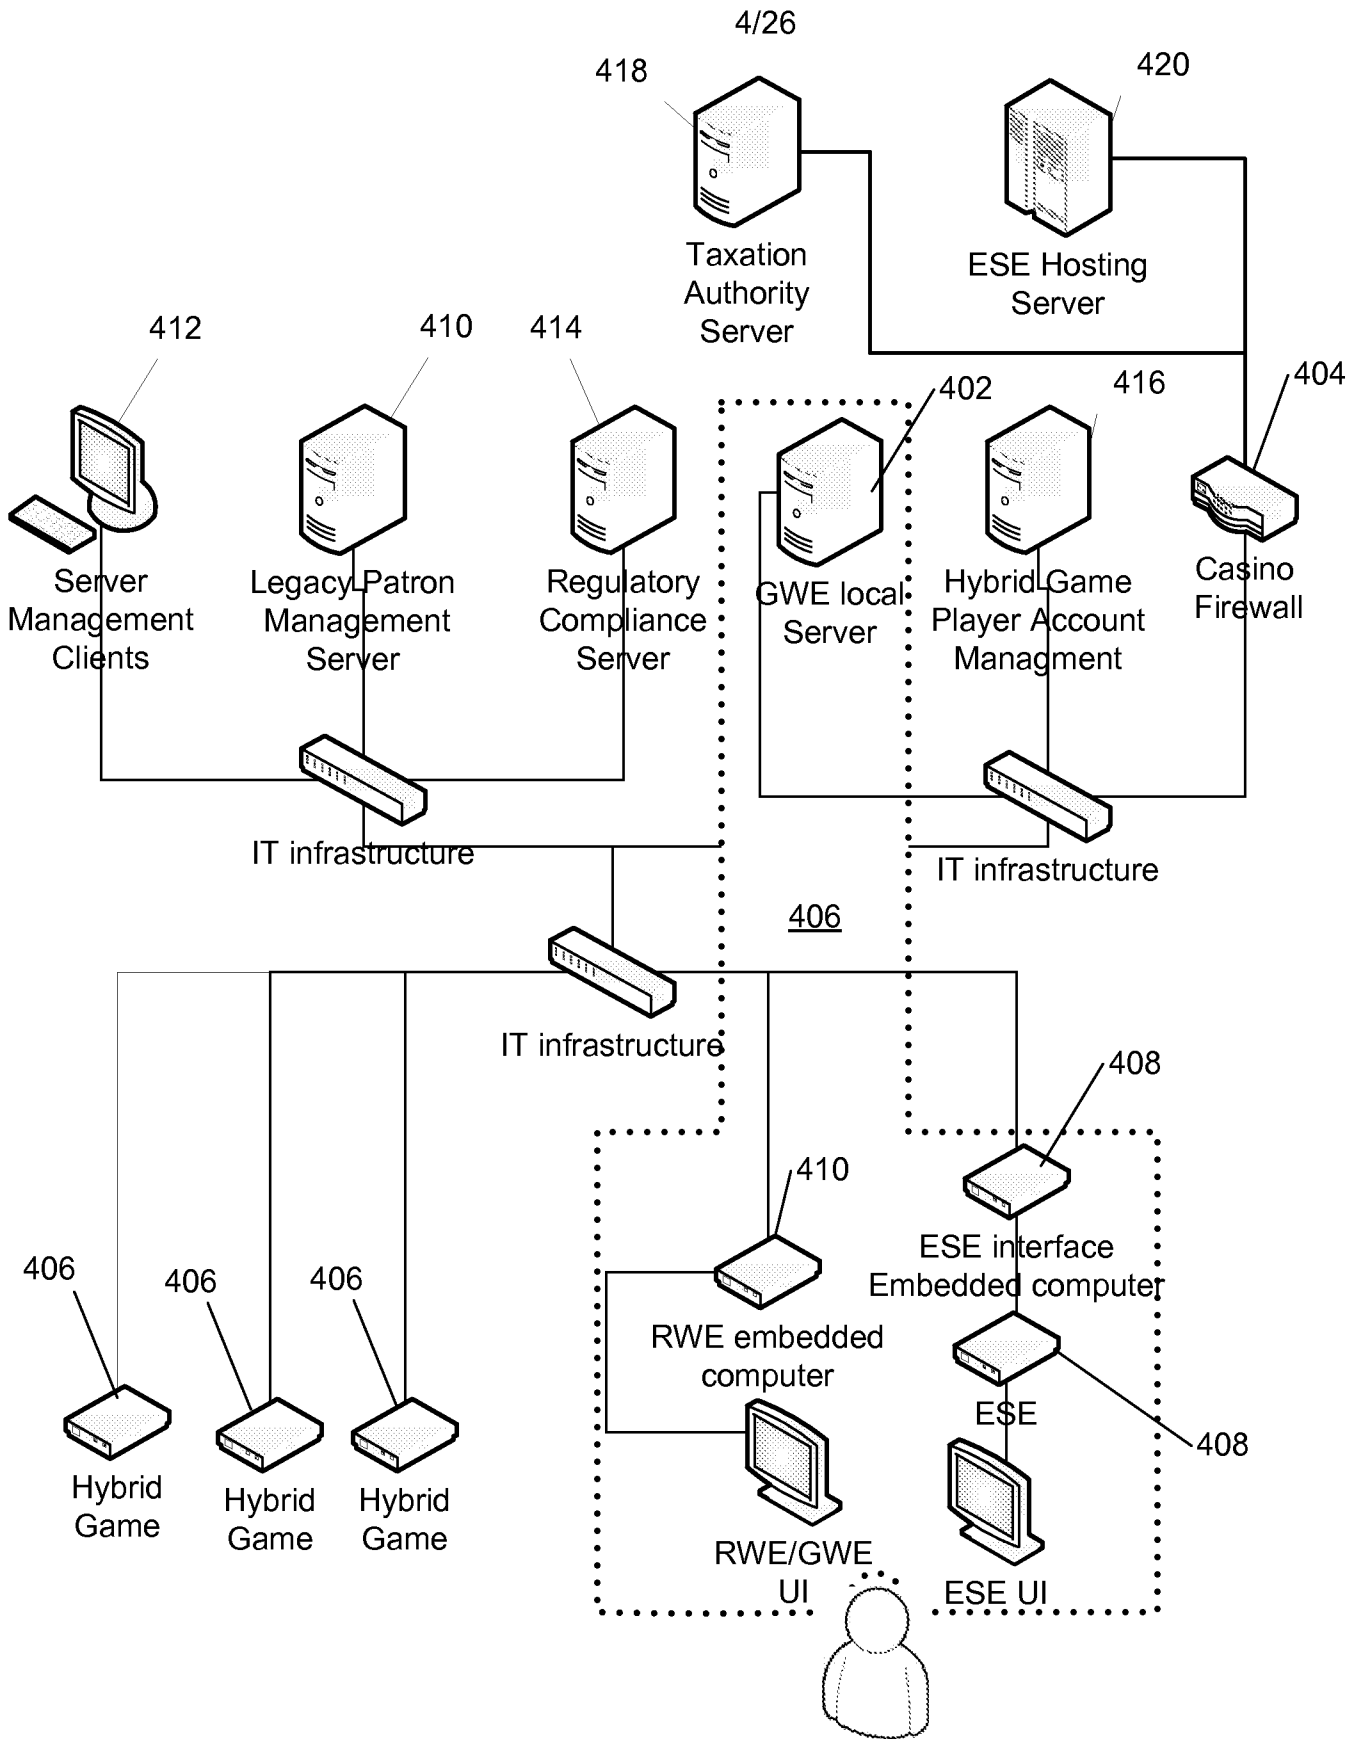 4/26
418
420
Taxation
Authority
Server
ESE Hosting
Server
412
410
414
402
416
404
Server
Management
Clients
Legacy Patron
Management
Server
Regulatory
Compliance
Server
GWE local
Server
Hybrid Game
Player Account
Managment
Casino
Firewall
IT infrastructure
IT infrastructure
406
IT infrastructure
408
410
ESE interface
Embedded computer
406
406
406
RWE embedded
computer
ESE
408
Hybrid
Game
Hybrid
Game
Hybrid
Game
RWE/GWE
UI
ESE UI